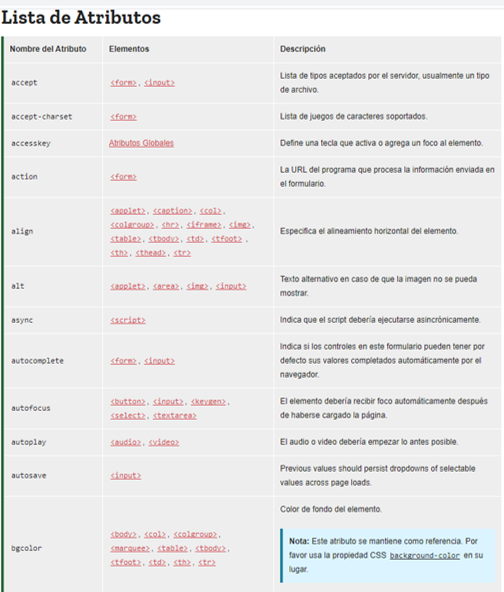 Lista de Atributos
Nombre del Atributo Elementos Descripción
accept <form>, <input> Lista de tipos aceptados por el servidor, usualmente un tipo
de archivo.
accept-charset <form> Lista de juegos de caracteres soportados.
accesskey Atributos Globales Define una tecla que activa o agrega un foco al elemento.
action <form> La URL del programa que procesa la información enviada en
el formulario.
align <applet>, <caption>, <col>,
<colgroup>, <hr>, <iframe>, <img>,
<table>, <tbody>, <td>, <tfoot> ,
<th>, <thead>, <tr>
Especifica el alineamiento horizontal del elemento.
alt <applet>, <area>, <img>, <input> Texto alternativo en caso de que la imagen no se pueda
mostrar.
async <script> Indica que el script debería ejecutarse asincrónicamente.
autocomplete <form>, <input> Indica si los controles en este formulario pueden tener por
defecto sus valores completados automáticamente por el
navegador.
autofocus <button>, <input>, <keygen>,
<select>, <textarea>
El elemento debería recibir foco automáticamente después
de haberse cargado la página.
autoplay <audio>, <video> El audio o video debería empezar lo antes posible.
autosave <input> Previous values should persist dropdowns of selectable
values across page loads.
bgcolor <body>, <col>, <colgroup>,
<marquee>, <table>, <tbody>,
<tfoot>, <td>, <th>, <tr>
Color de fondo del elemento.
Nota: Este atributo se mantiene como referencia. Por
favor usa la propiedad CSS background-color en su
lugar.